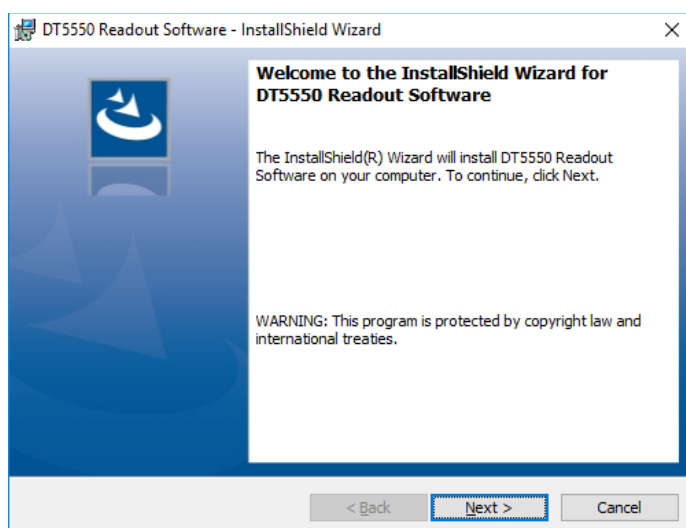 DT5550 Readout Software - InstallShield Wizard
Welcome to the InstallShield Wizard for
DT5550 Readout Software
The InstallShield(R) Wizard will install DT5550 Readout
Software on your computer. To continue, click Next.
WARNING: This program is protected by copyright law and
international treaties.
< Back
Next >
Cancel